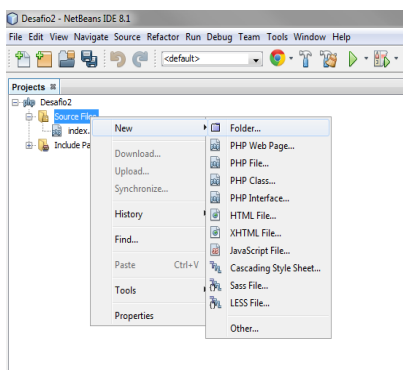 Desafio2 - NetBeans IDE 8.1
File Edit View Navigate Source Refactor Run Debug Team Tools Window Help
<default>
Projects
Desafio2
Source Files
index.
Include Pa
New
Download...
Upload...
Synchronize...
History
Find...
Paste Ctrl+V
Tools
Properties
Folder...
PHP Web Page...
PHP File...
PHP Class...
PHP Interface...
HTML File...
XHTML File...
JavaScript File...
Cascading Style Sheet...
Sass File...
LESS File...
Other...